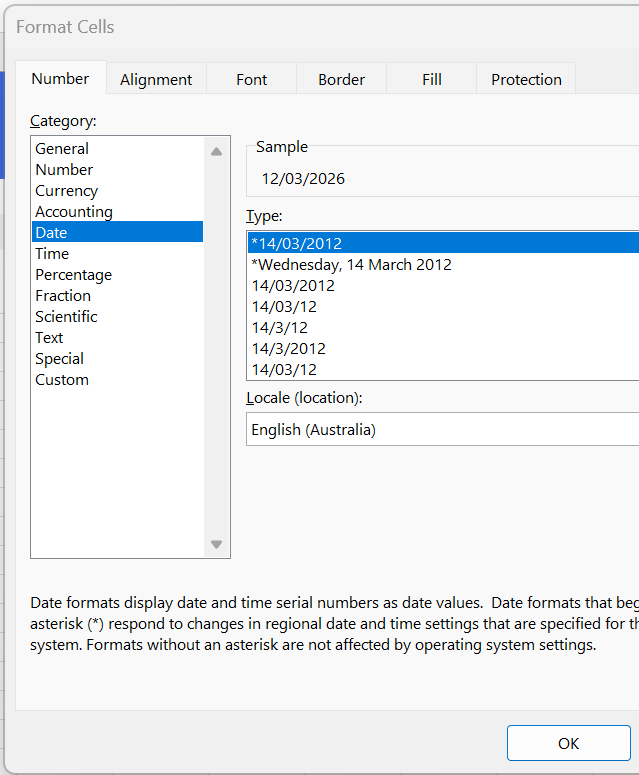 Format Cells
Number
Alignment
Font
Border
Fill
Protection
Category:
General
Number
Currency
Accounting
Date
Time
Percentage
Fraction
Scientific
Text
Special
Custom
Sample
12/03/2026
Type:
*14/03/2012
*Wednesday, 14 March 2012
14/03/2012
14/03/12
14/3/12
14/3/2012
14/03/12
Locale (location):
English (Australia)
Date formats display date and time serial numbers as date values.  Date formats that
asterisk (*) respond to changes in regional date and time settings that are specified for
system. Formats without an asterisk are not affected by operating system settings.
OK